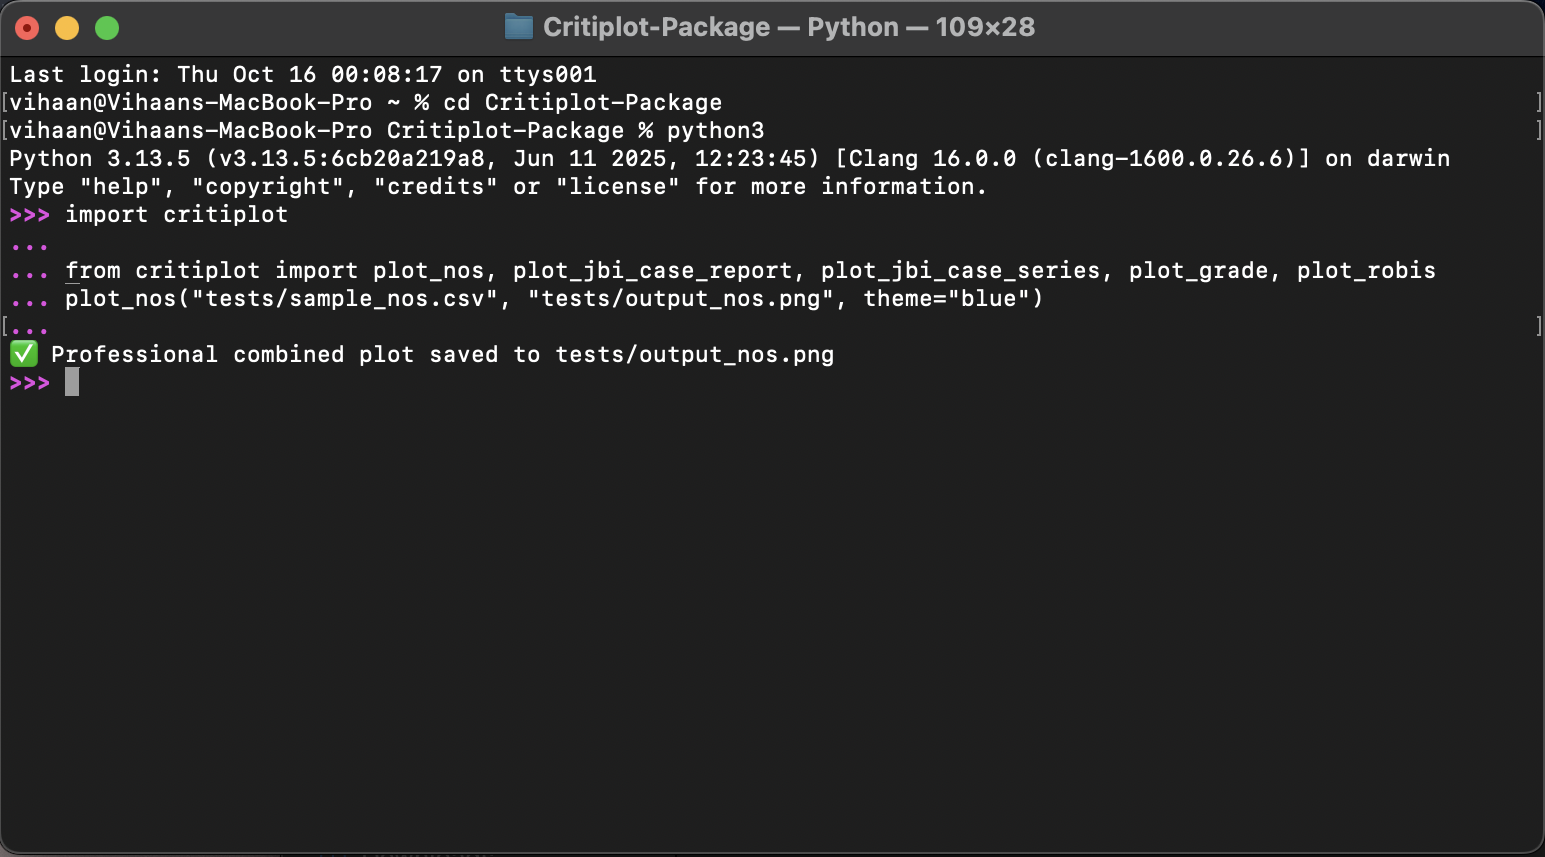 Critiplot-Package — Python — 109×28
Last login: Thu Oct 16 00:08:17 on ttys001
[vihaan@Vihaans-MacBook-Pro ~ % cd Critiplot-Package ]
[vihaan@Vihaans-MacBook-Pro Critiplot-Package % python3 ]
Python 3.13.5 (v3.13.5:6cb20a219a8, Jun 11 2025, 12:23:45) [Clang 16.0.0 (clang-1600.0.26.6)] on darwin
Type "help", "copyright", "credits" or "license" for more information.
>>> import critiplot
...
... from critiplot import plot_nos, plot_jbi_case_report, plot_jbi_case_series, plot_grade, plot_robis
... plot_nos("tests/sample_nos.csv", "tests/output_nos.png", theme="blue")
[... ]
✅ Professional combined plot saved to tests/output_nos.png
>>>